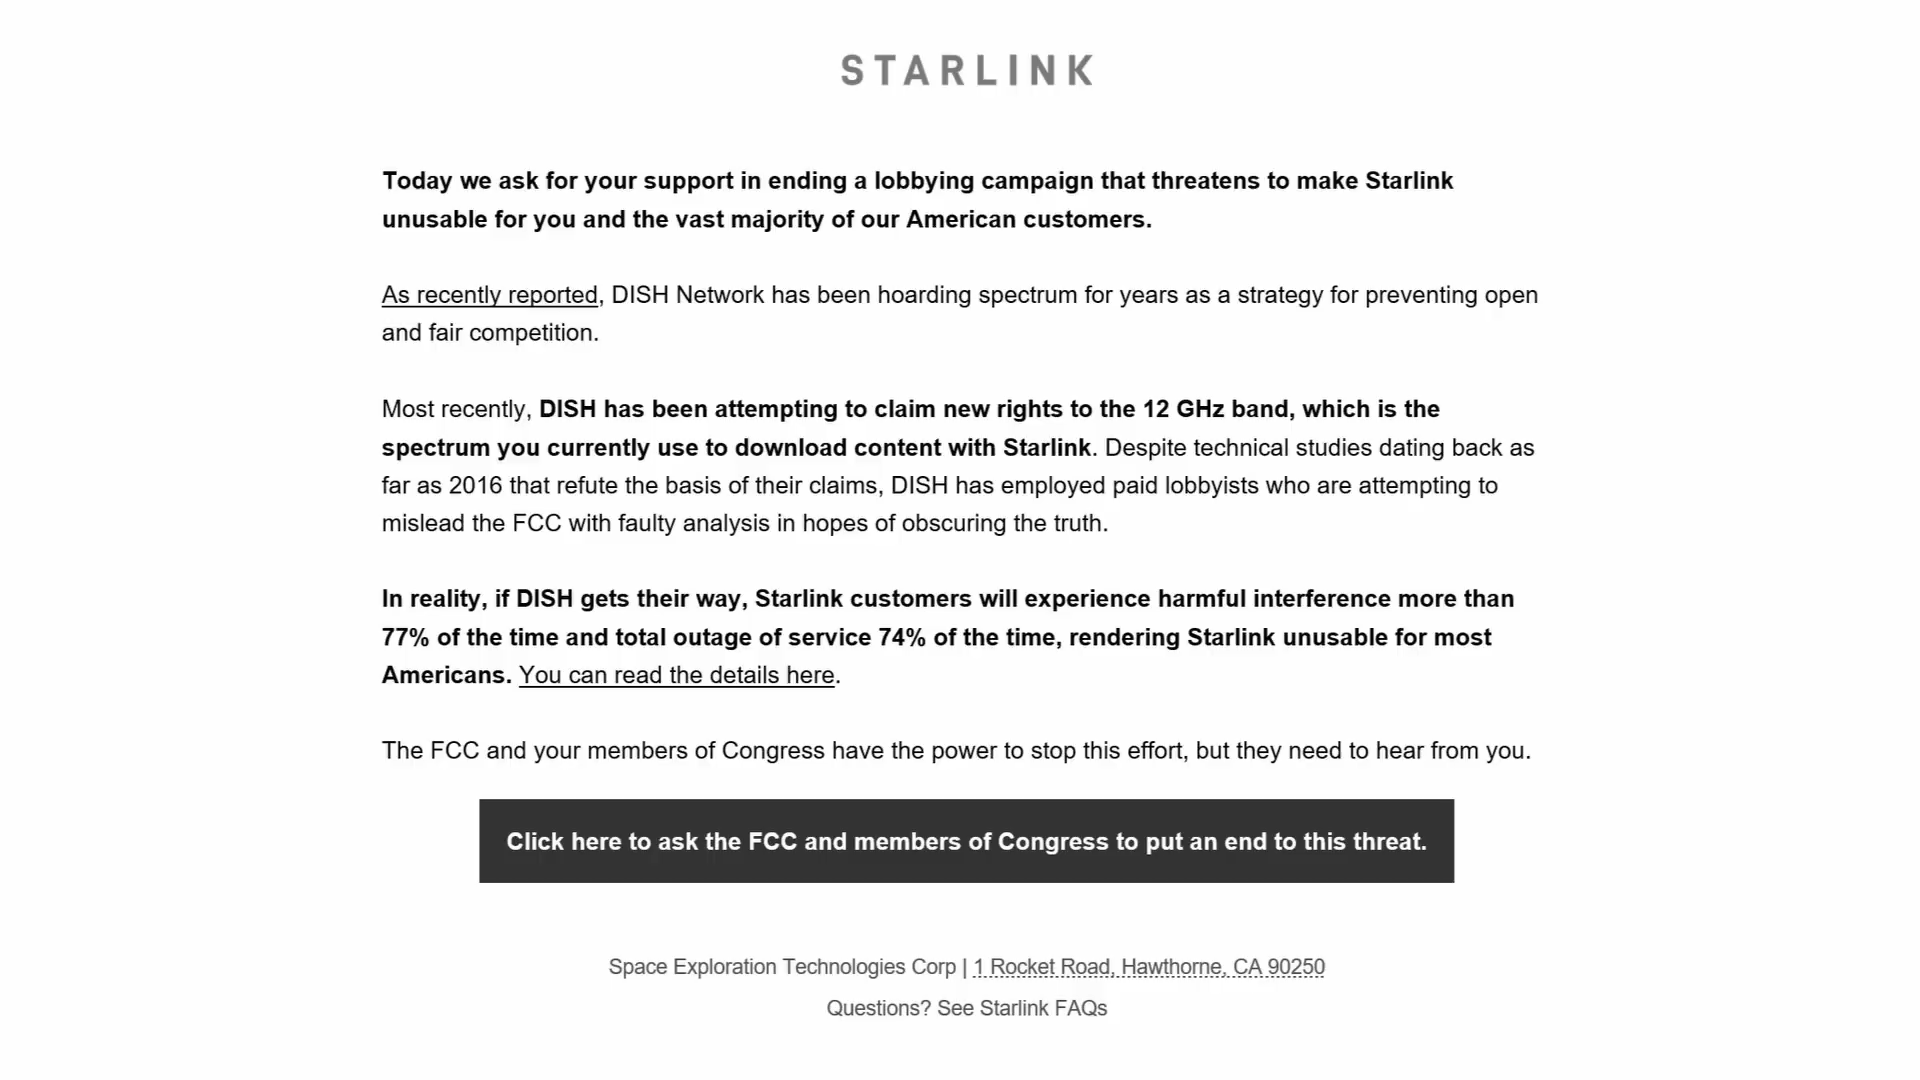 STARLINK
Today we ask for your support in ending a lobbying campaign that threatens to make Starlink
unusable for you and the vast majority of our American customers.
As recently reported, DISH Network has been hoarding spectrum for years as a strategy for preventing open
and fair competition.
Most recently, DISH has been attempting to claim new rights to the 12 GHz band, which is the
spectrum you currently use to download content with Starlink. Despite technical studies dating back as
far as 2016 that refute the basis of their claims, DISH has employed paid lobbyists who are attempting to
mislead the FCC with faulty analysis in hopes of obscuring the truth.
In reality, if DISH gets their way, Starlink customers will experience harmful interference more than
77% of the time and total outage of service 74% of the time, rendering Starlink unusable for most
Americans. You can read the details here.
The FCC and your members of Congress have the power to stop this effort, but they need to hear from you.
Click here to ask the FCC and members of Congress to put an end to this threat.
Space Exploration Technologies Corp | 1 Rocket Road, Hawthorne, CA 90250
Questions? See Starlink FAQs